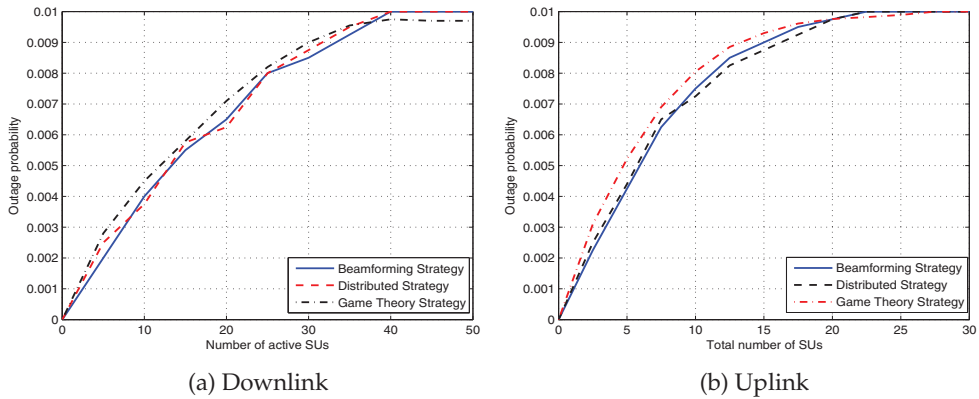 0.01
0.009
0.008
0.007
0.006
0.005
0.004
0.003
0.002
0.001
0
Outage probability
0 10 20 30 40 50
Number of active SUs
Beamforming Strategy
Distributed Strategy
Game Theory Strategy
(a) Downlink
0.01
0.009
0.008
0.007
0.006
0.005
0.004
0.003
0.002
0.001
0
Outage probability
0 5 10 15 20 25 30
Total number of SUs
Beamforming Strategy
Distributed Strategy
Game Theory Strategy
(b) Uplink